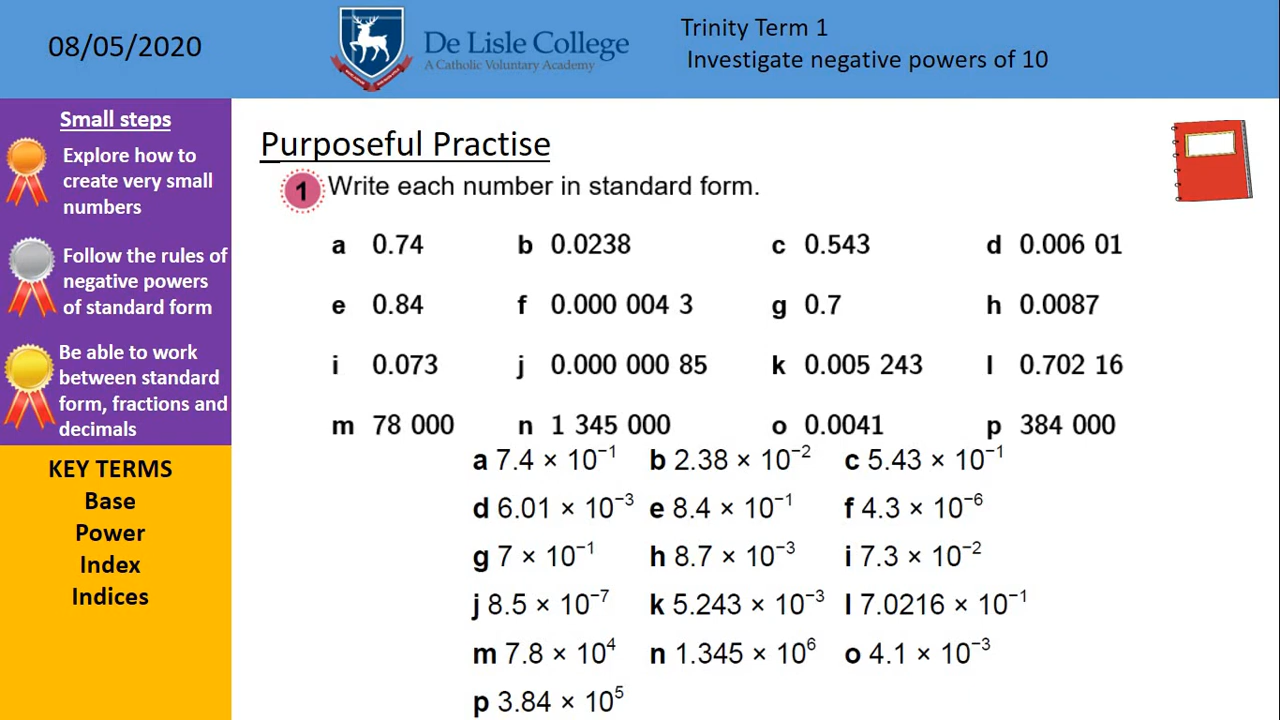 08/05/2020
De Lisle College
A Catholic Voluntary Academy
Trinity Term 1
Investigate negative powers of 10
Small steps
Explore how to
create very small
numbers
Follow the rules of
negative powers
of standard form
Be able to work
between standard
form, fractions and
decimals
KEY TERMS
Base
Power
Index
Indices
Purposeful Practise
1 Write each number in standard form.
a 0.74 b 0.0238 c 0.543 d 0.006 01
e 0.84 f 0.000 004 3 g 0.7 h 0.0087
i 0.073 j 0.000 000 85 k 0.005 243 l 0.702 16
m 78 000 n 1 345 000 o 0.0041 p 384 000
a 7.4 × 10⁻¹ b 2.38 × 10⁻² c 5.43 × 10⁻¹
d 6.01 × 10⁻³ e 8.4 × 10⁻¹ f 4.3 × 10⁻⁶
g 7 × 10⁻¹ h 8.7 × 10⁻³ i 7.3 × 10⁻²
j 8.5 × 10⁻⁷ k 5.243 × 10⁻³ l 7.0216 × 10⁻¹
m 7.8 × 10⁴ n 1.345 × 10⁶ o 4.1 × 10⁻³
p 3.84 × 10⁵